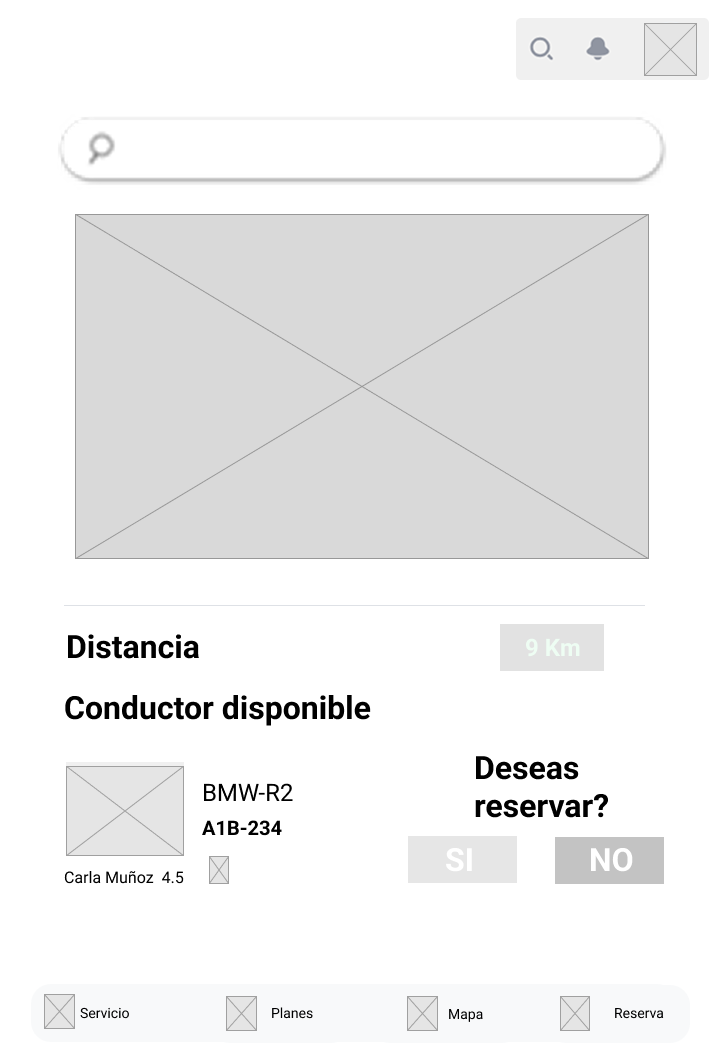 Distancia
9 Km
Conductor disponible
BMW-R2
A1B-234
Carla Muñoz 4.5
Deseas
reservar?
SI
NO
Servicio
Planes
Mapa
Reserva